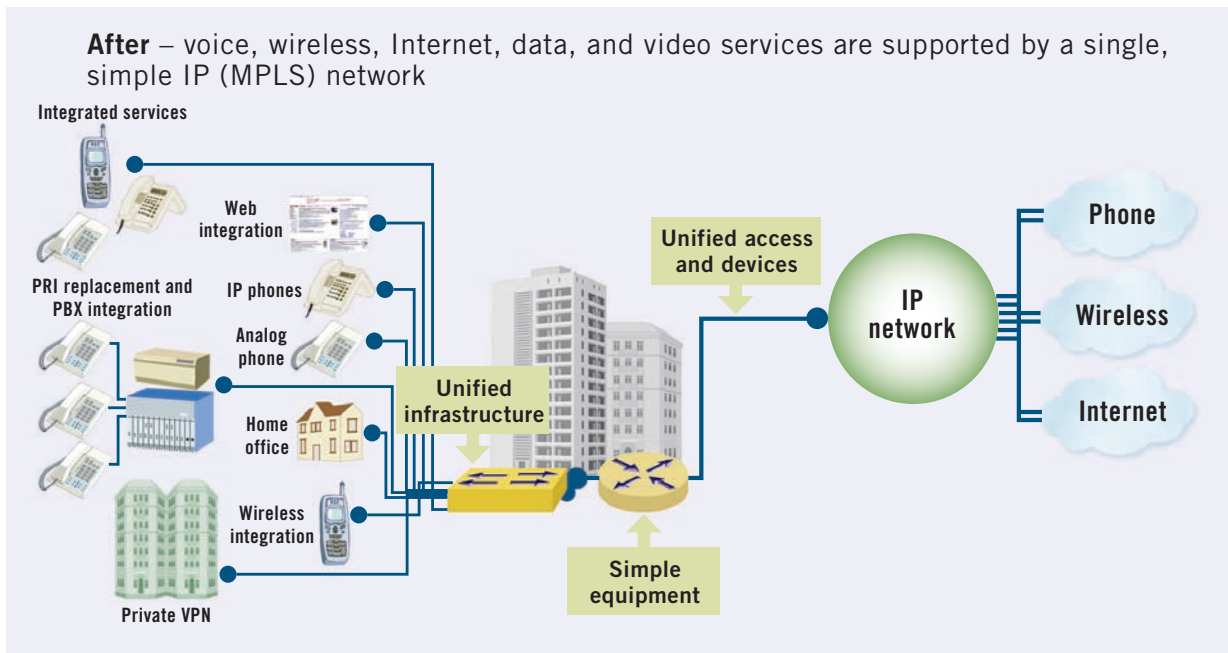 After – voice, wireless, Internet, data, and video services are supported by a single,
simple IP (MPLS) network
Integrated services
Web
integration
PRI replacement and
PBX integration
IP phones
Analog
phone
Home
office
Wireless
integration
Private VPN
Unified
infrastructure
Simple
equipment
Unified access
and devices
IP
network
Phone
Wireless
Internet